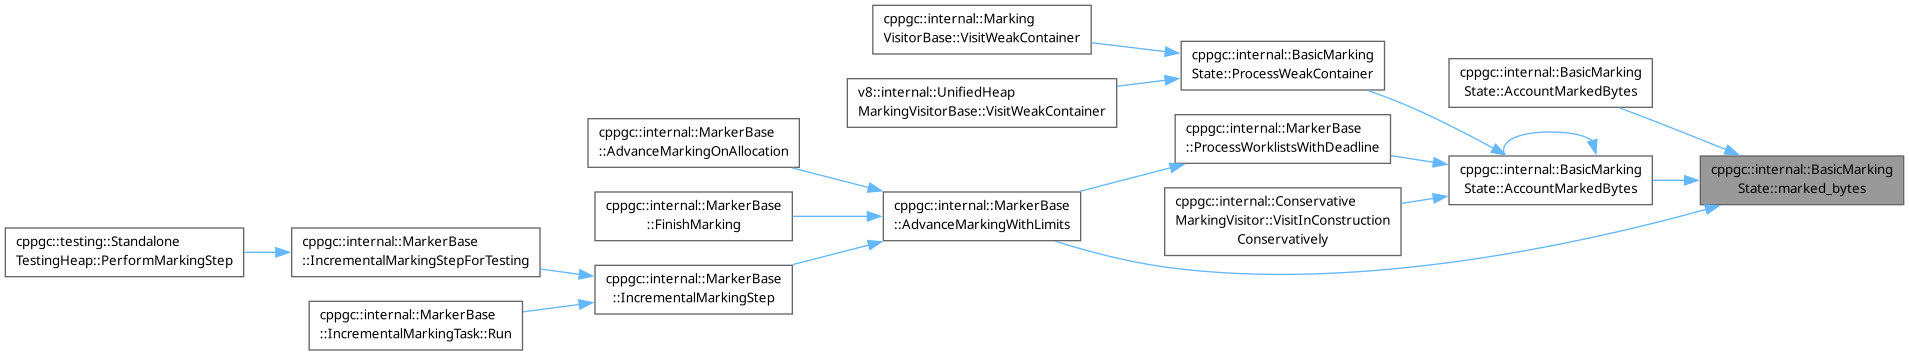 cppgc::internal::Marking
VisitorBase::VisitWeakContainer
cppgc::internal::BasicMarking
State::ProcessWeakContainer
cppgc::internal::BasicMarking
State::AccountMarkedBytes
v8::internal::UnifiedHeap
MarkingVisitorBase::VisitWeakContainer
cppgc::internal::MarkerBase
::ProcessWorklistsWithDeadline
cppgc::internal::MarkerBase
::AdvanceMarkingOnAllocation
cppgc::internal::BasicMarking
State::AccountMarkedBytes
cppgc::internal::BasicMarking
State::marked_bytes
cppgc::internal::Conservative
MarkingVisitor::VisitInConstruction
Conservatively
cppgc::internal::MarkerBase
::FinishMarking
cppgc::internal::MarkerBase
::AdvanceMarkingWithLimits
cppgc::testing::Standalone
TestingHeap::PerformMarkingStep
cppgc::internal::MarkerBase
::IncrementalMarkingStepForTesting
cppgc::internal::MarkerBase
::IncrementalMarkingStep
cppgc::internal::MarkerBase
::IncrementalMarkingTask::Run